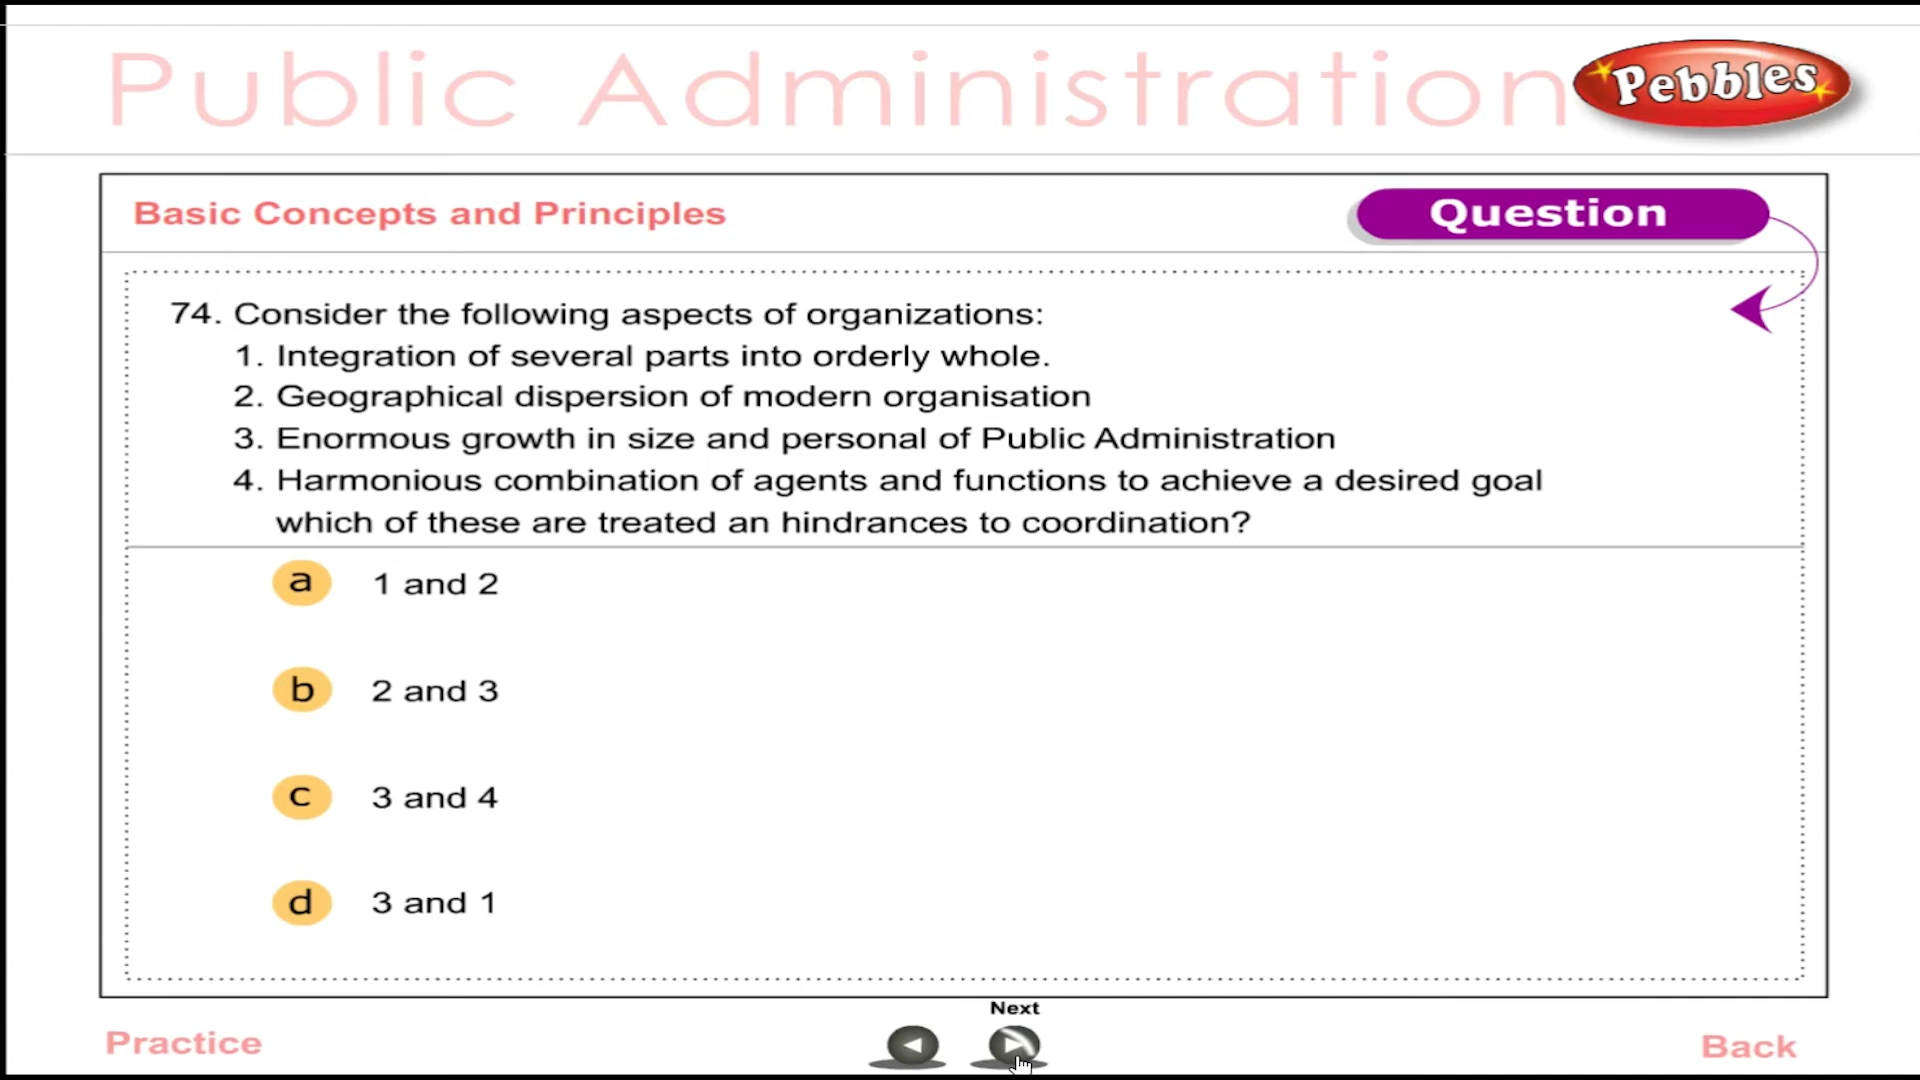 Public Administration
Pebbles
Basic Concepts and Principles
Question
74. Consider the following aspects of organizations:
1. Integration of several parts into orderly whole.
2. Geographical dispersion of modern organisation
3. Enormous growth in size and personal of Public Administration
4. Harmonious combination of agents and functions to achieve a desired goal
which of these are treated an hindrances to coordination?
a 1 and 2
b 2 and 3
c 3 and 4
d 3 and 1
Next
Practice
Back